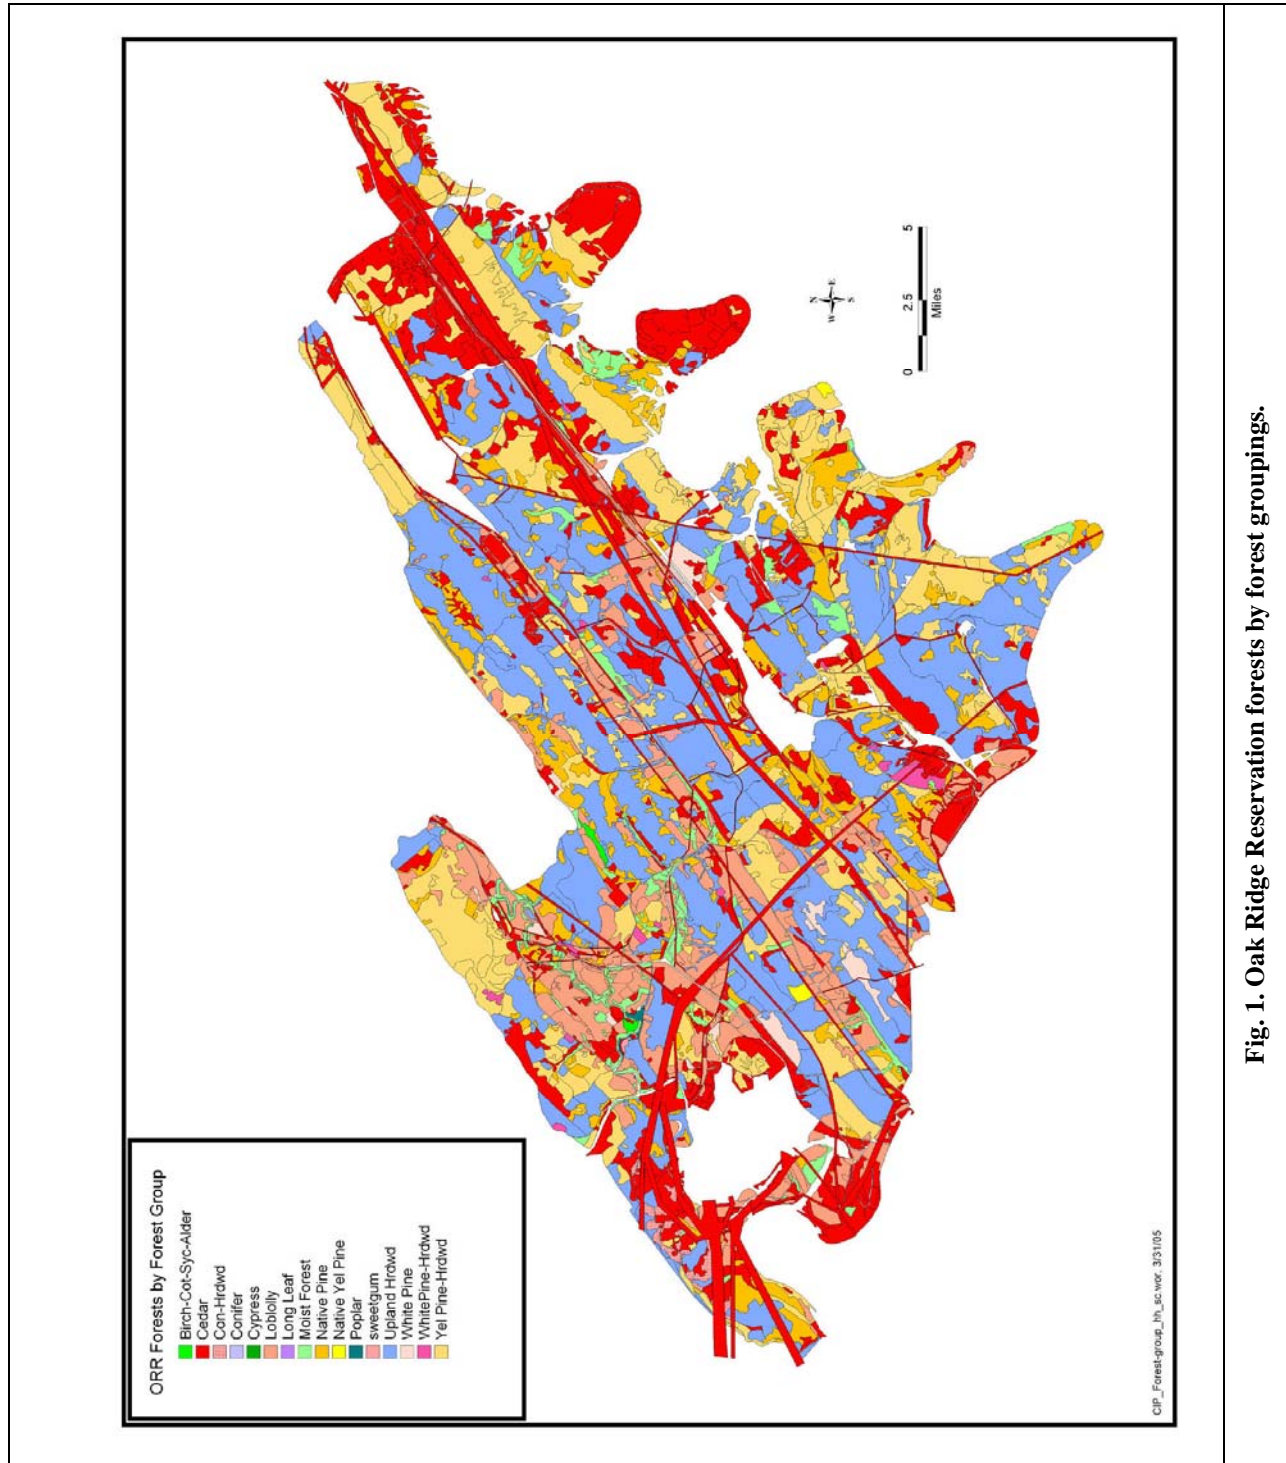 ORR Forests by Forest Group
Birch-Cot-Syc-Alder
Cedar
Con-Hrdwd
Conifer
Cypress
Loblolly
Long Leaf
Moist Forest
Native Pine
Native Yel Pine
Poplar
sweetgum
Upland Hrdwd
White Pine
WhitePine-Hrdwd
Yel Pine-Hrdwd
N
W E
S
0 2.5 5
Miles
CIP_Forest-group_hh_sc.wor, 3/31/05
Fig. 1. Oak Ridge Reservation forests by forest groupings.